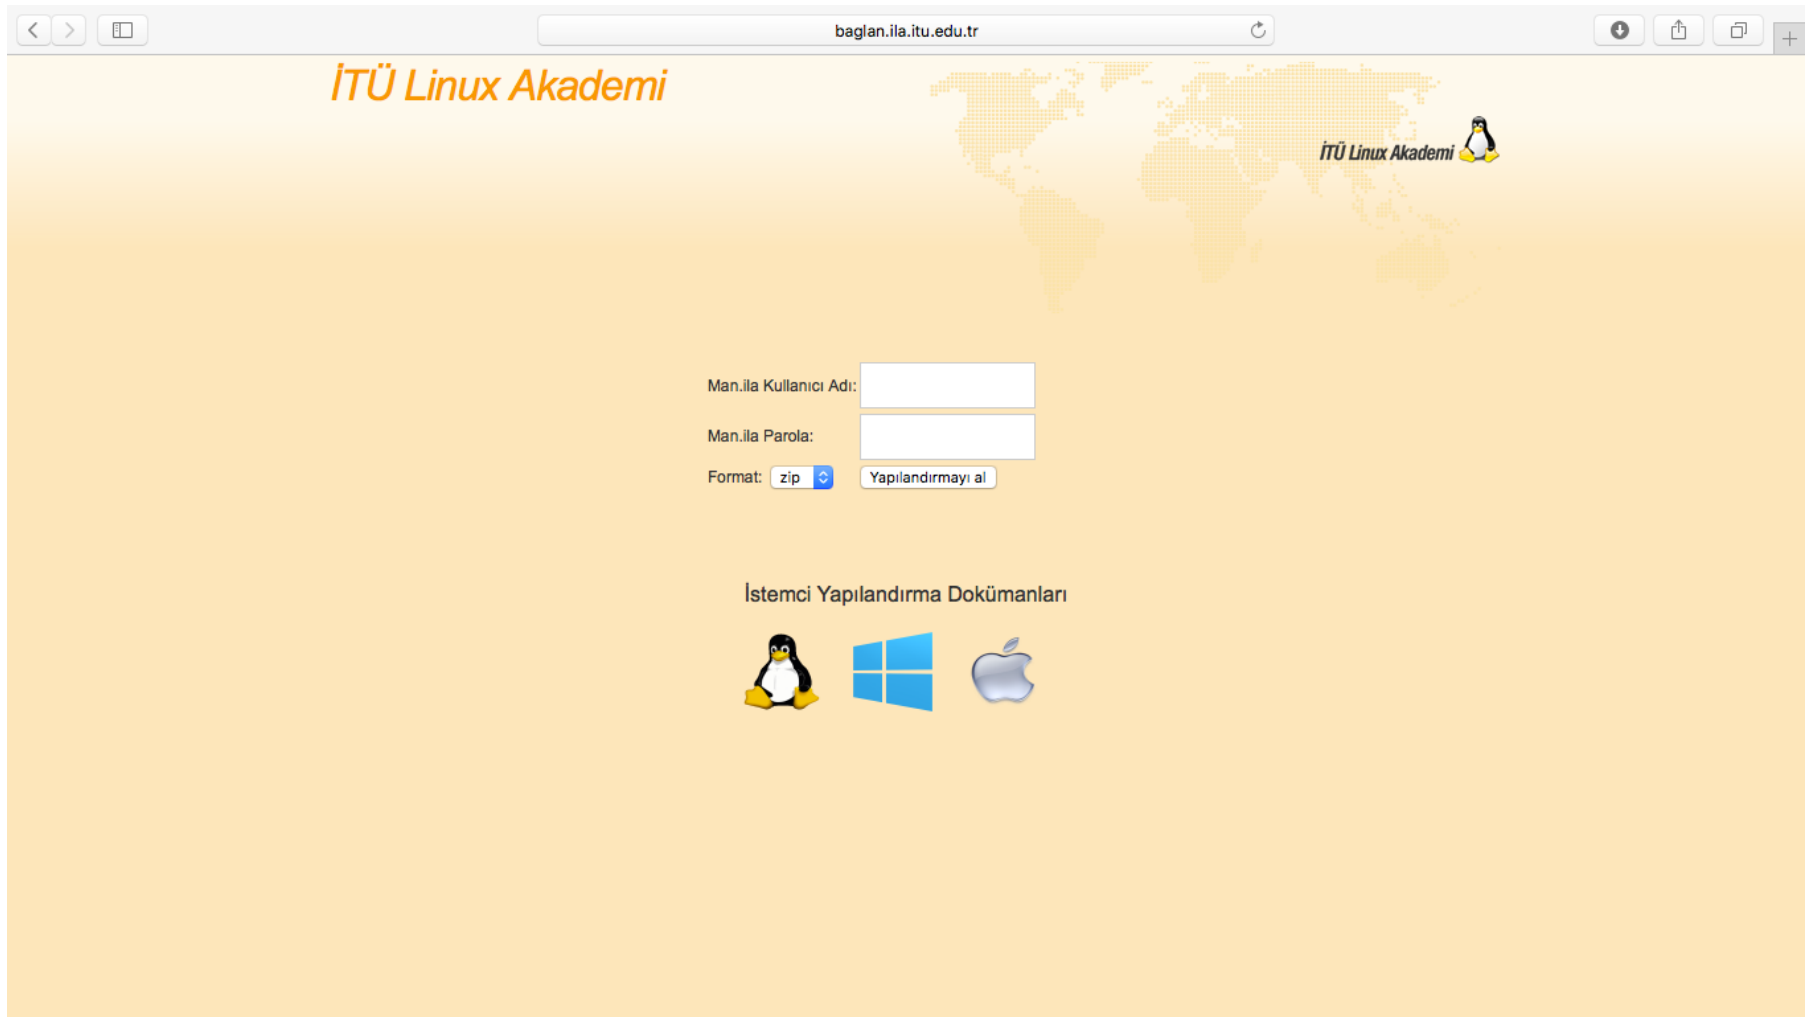 baglan.ila.itu.edu.tr
İTÜ Linux Akademi
İTÜ Linux Akademi
Man.ila Kullanıcı Adı:
Man.ila Parola:
Format: zip Yapılandırmayı al
İstemci Yapılandırma Dokümanları